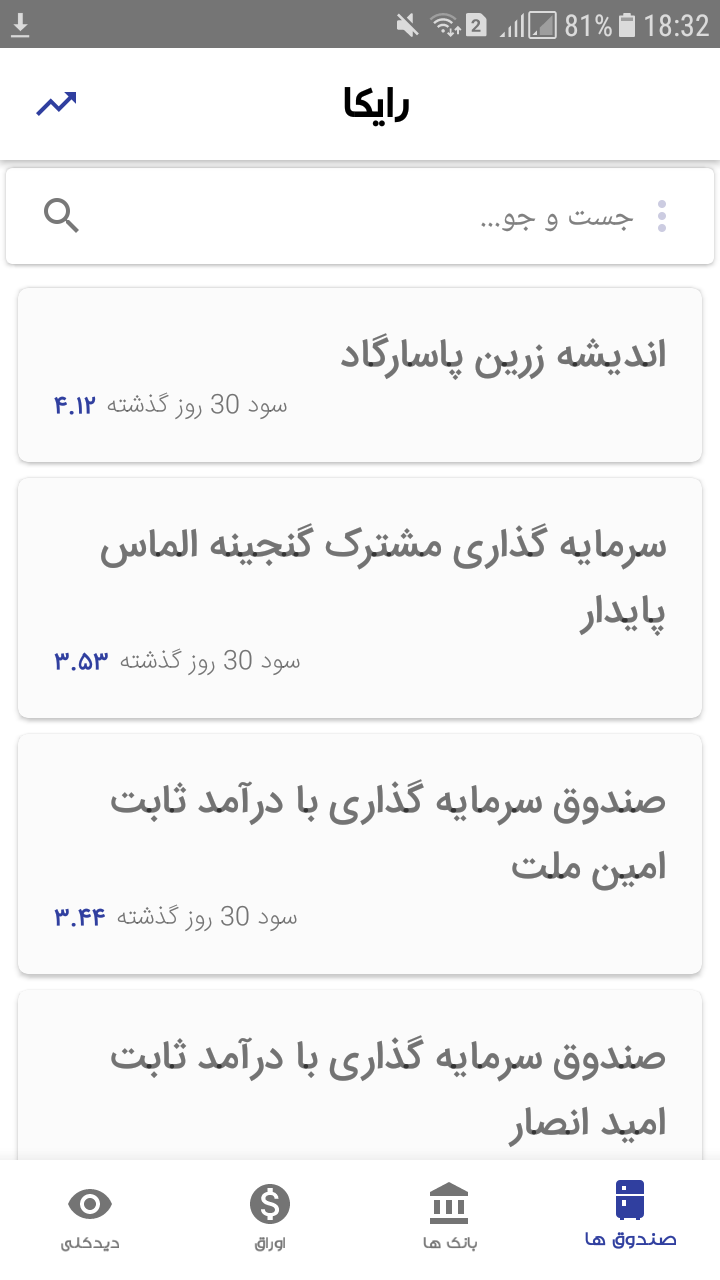 81% 18:32
2
رایکا
جست و جو...
اندیشه زرین پاسارگاد
سود 30 روز گذشته ۴.۱۲
سرمایه گذاری مشترک گنجینه الماس
پایدار
سود 30 روز گذشته ۳.۵۳
صندوق سرمایه گذاری با درآمد ثابت
امین ملت
سود 30 روز گذشته ۳.۴۴
صندوق سرمایه گذاری با درآمد ثابت
امید انصار
صندوق ها
بانک ها
اوراق
دیدکلی